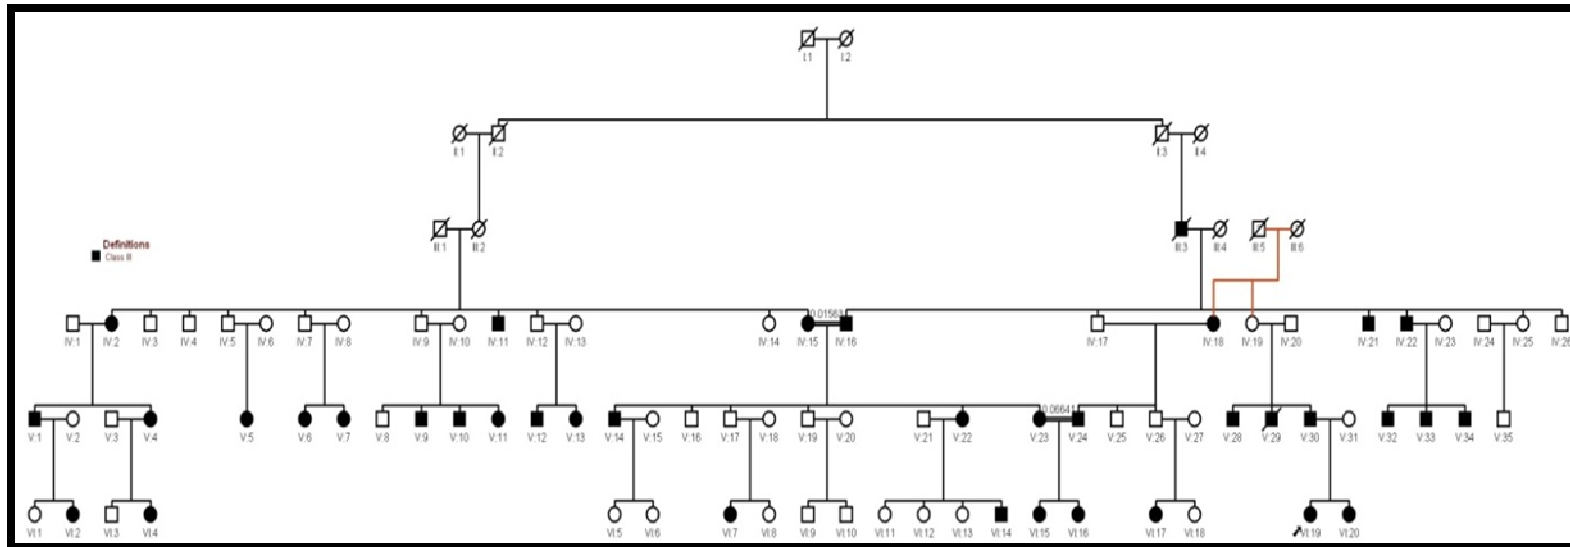 I:1 I:2
II:1 II:2 II:3 II:4
III:1 III:2 III:3 III:4 III:5 III:6
Definitions
Class III
0.01563
IV:1 IV:2 IV:3 IV:4 IV:5 IV:6 IV:7 IV:8 IV:9 IV:10 IV:11 IV:12 IV:13 IV:14 IV:15 IV:16 IV:17 IV:18 IV:19 IV:20 IV:21 IV:22 IV:23 IV:24 IV:25 IV:26
V:1 V:2 V:3 V:4 V:5 V:6 V:7 V:8 V:9 V:10 V:11 V:12 V:13 V:14 V:15 V:16 V:17 V:18 V:19 V:20 V:21 V:22 V:23 V:24 V:25 V:26 V:27 V:28 V:29 V:30 V:31 V:32 V:33 V:34 V:35
VI:1 VI:2 VI:3 VI:4 VI:5 VI:6 VI:7 VI:8 VI:9 VI:10 VI:11 VI:12 VI:13 VI:14 VI:15 VI:16 VI:17 VI:18 VI:19 VI:20